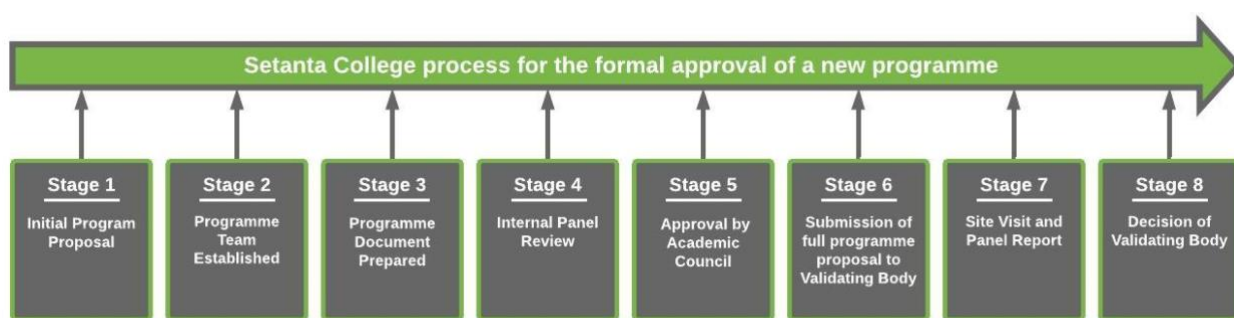 Setanta College process for the formal approval of a new programme
Stage 1
Initial Program
Proposal
Stage 2
Programme
Team
Established
Stage 3
Programme
Document
Prepared
Stage 4
Internal Panel
Review
Stage 5
Approval by
Academic
Council
Stage 6
Submission of
full programme
proposal to
Validating Body
Stage 7
Site Visit and
Panel Report
Stage 8
Decision of
Validating Body